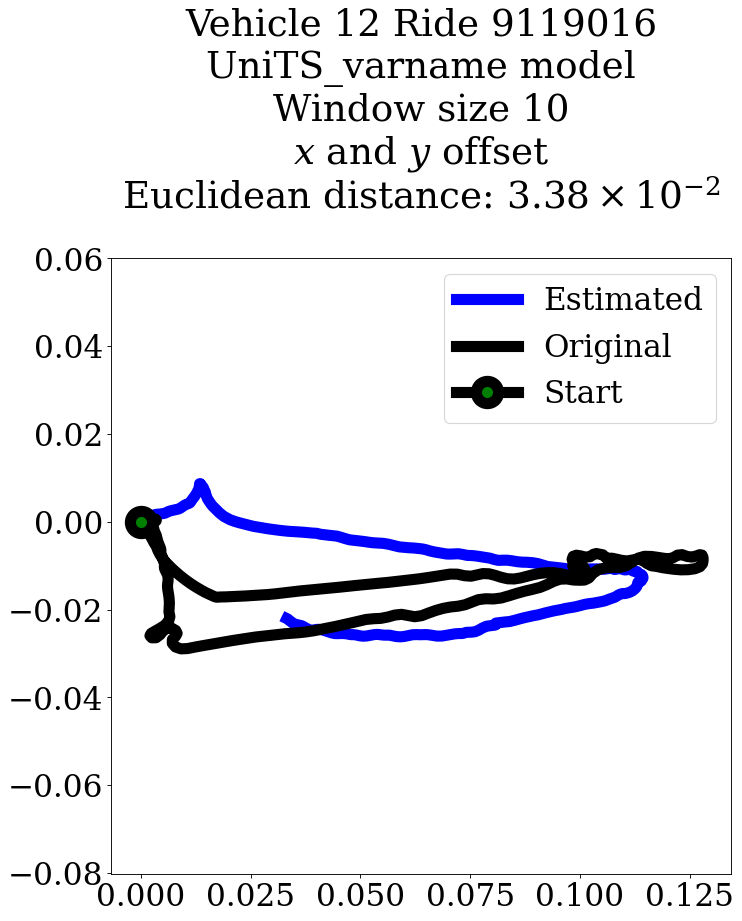 Vehicle 12 Ride 9119016
UniTS_varname model
Window size 10
x and y offset
Euclidean distance: 3.38 × 10⁻²
Estimated
Original
Start
0.06
0.04
0.02
0.00
−0.02
−0.04
−0.06
−0.08
0.000 0.025 0.050 0.075 0.100 0.125